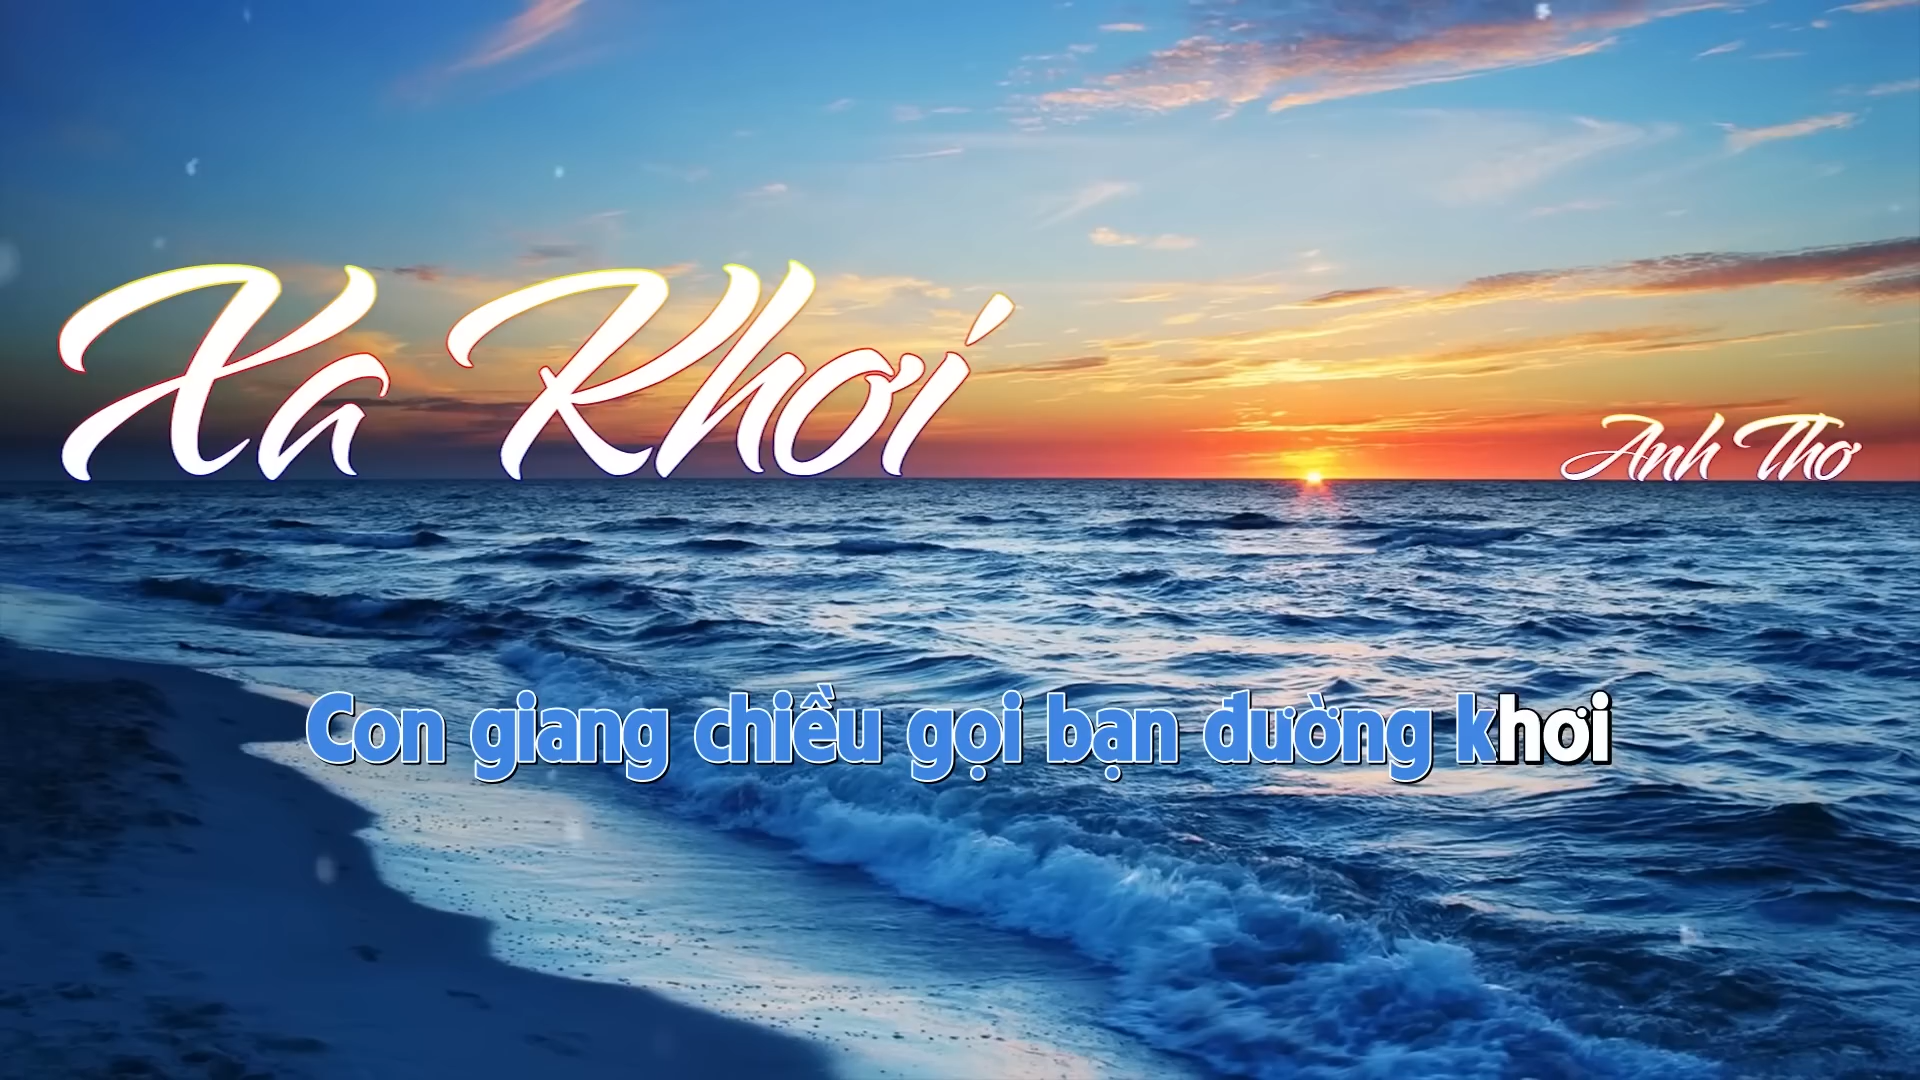 Xa Khơi
Anh Thơ
Con giang chiều gọi bạn đường khơi